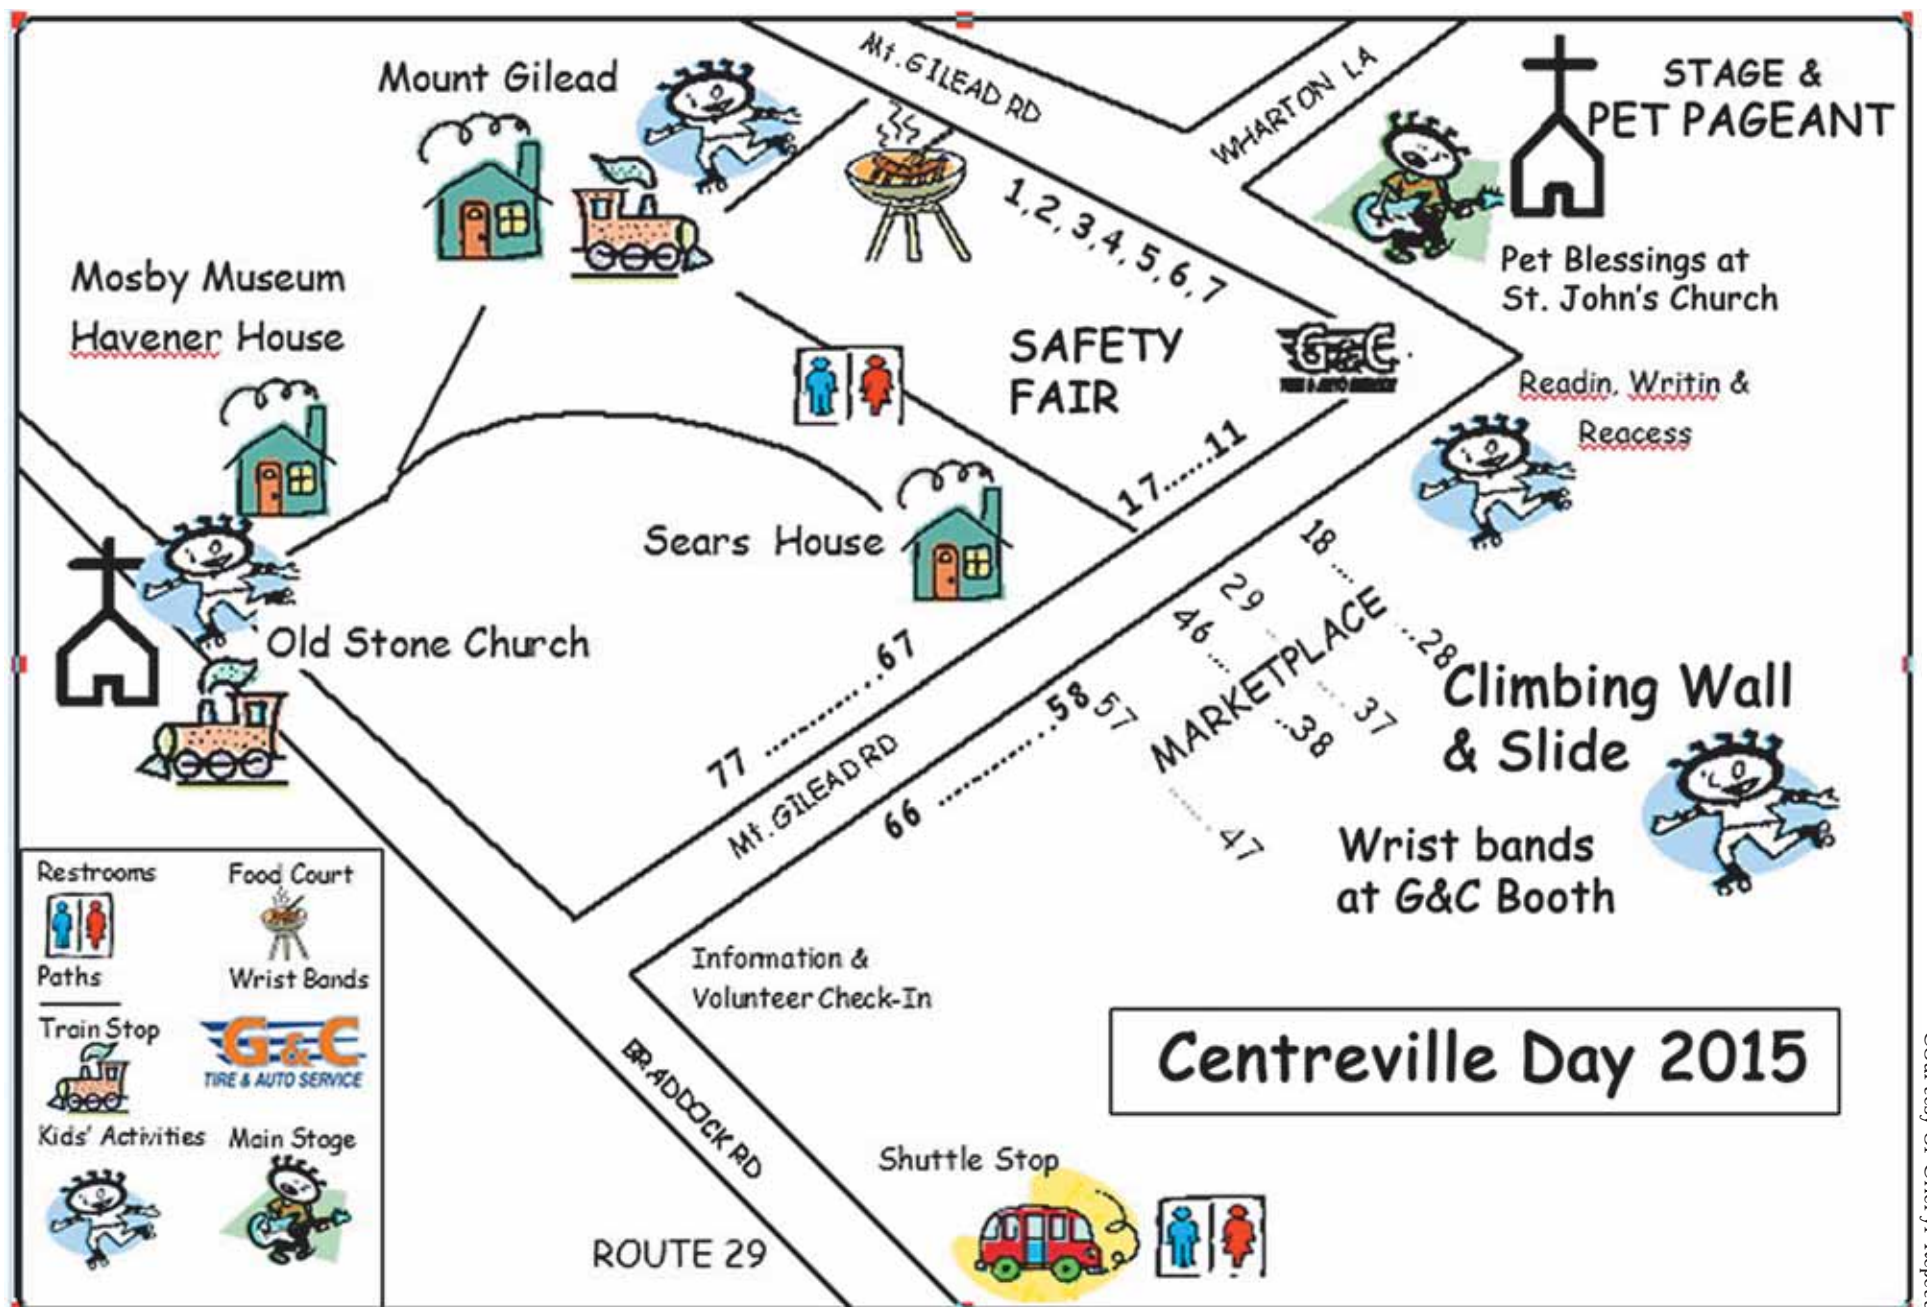 Mt. GILEAD RD
WHARTON LA
STAGE &
PET PAGEANT
Mount Gilead
1,2,3,4,5,6,7
Pet Blessings at
St. John's Church
Mosby Museum
Havener House
SAFETY
FAIR
G&C
TIRE & AUTO SERVICE
Readin, Writin &
Reacess
17......11
Sears House
18.... ...28
29 ..... 37
46.... ...38
MARKETPLACE
Old Stone Church
77...........67
66............58
57 ...... 47
Mt. GILEAD RD
Climbing Wall
& Slide
Wrist bands
at G&C Booth
Restrooms
Food Court
Paths
Wrist Bands
Train Stop
G&C
TIRE & AUTO SERVICE
Kids' Activities
Main Stage
Information &
Volunteer Check-In
Centreville Day 2015
BRADDOCK RD
Shuttle Stop
ROUTE 29